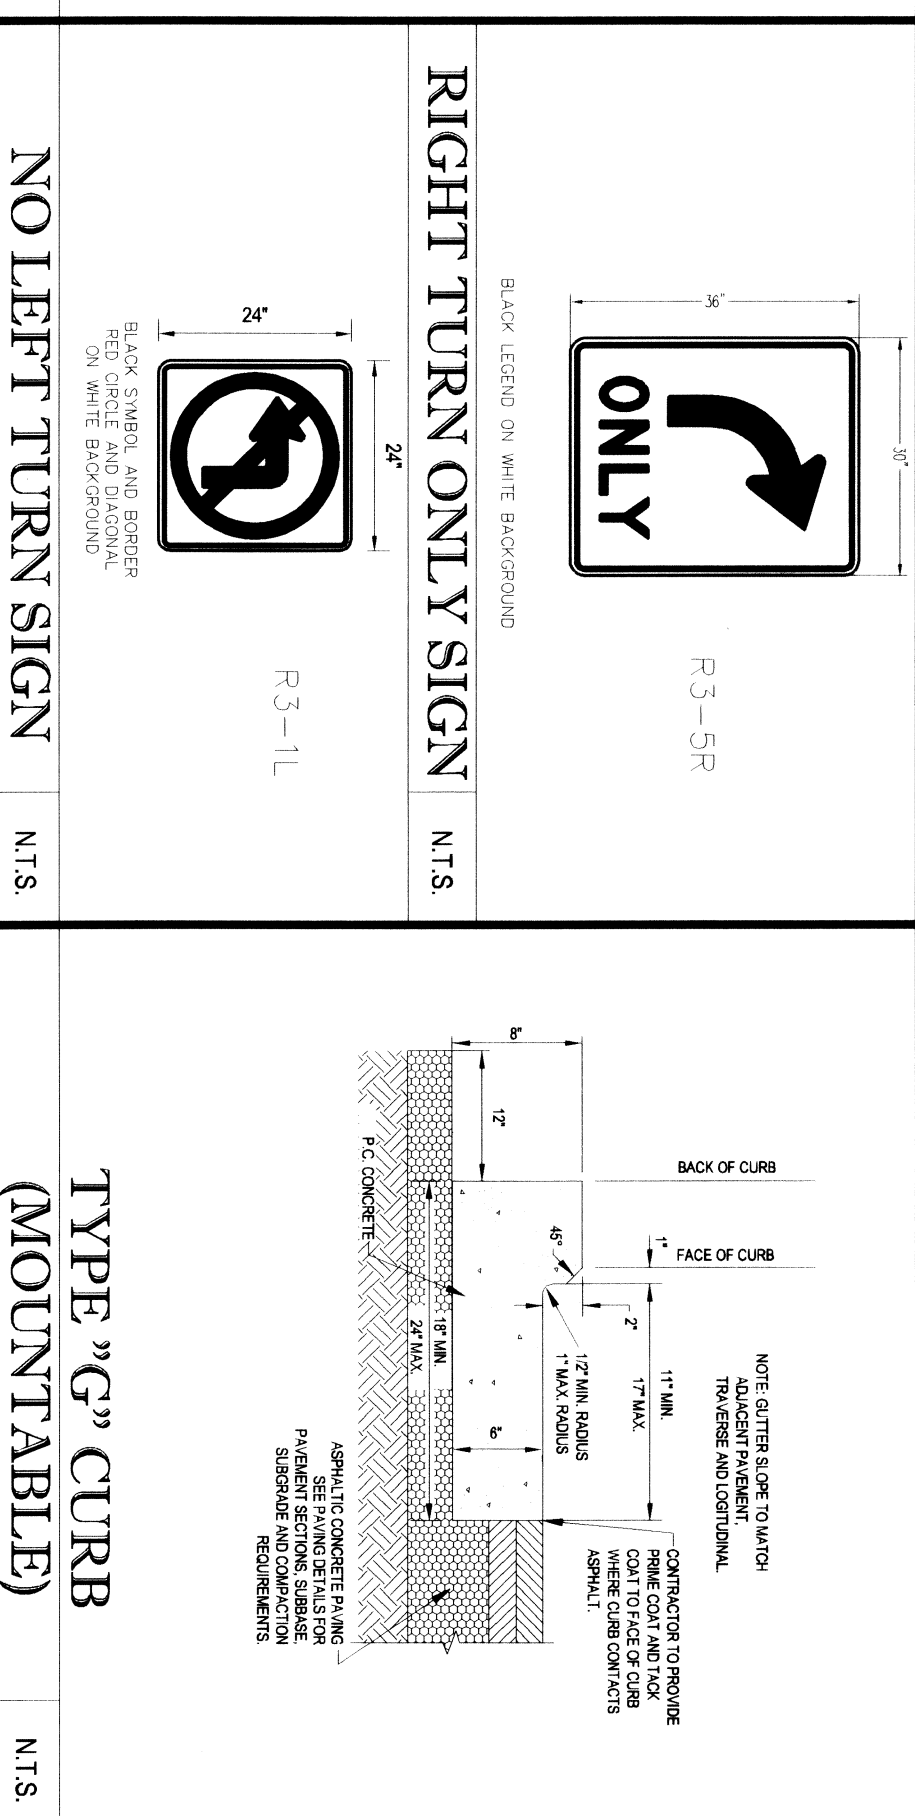 36"
30"
ONLY
R3-5R
BLACK LEGEND ON WHITE BACKGROUND
RIGHT TURN ONLY SIGN
N.T.S.
24"
24"
R3-1L
BLACK SYMBOL AND BORDER
RED CIRCLE AND DIAGONAL
ON WHITE BACKGROUND
NO LEFT TURN SIGN
N.T.S.
NOTE: GUTTER SLOPE TO MATCH
ADJACENT PAVEMENT,
TRAVERSE AND LOGITUDINAL.
BACK OF CURB
FACE OF CURB
1"
11" MIN.
17" MAX.
CONTRACTOR TO PROVIDE
PRIME COAT AND TACK
COAT TO FACE OF CURB
WHERE CURB CONTACTS
ASPHALT.
2"
1/2" MIN. RADIUS
1" MAX. RADIUS
45°
8"
12"
6"
18" MIN.
24" MAX.
P.C. CONCRETE
ASPHALTIC CONCRETE PAVING
SEE PAVING DETAILS FOR
PAVEMENT SECTIONS, SUBBASE,
SUBGRADE AND COMPACTION
REQUIREMENTS.
TYPE "G" CURB
(MOUNTABLE)
N.T.S.